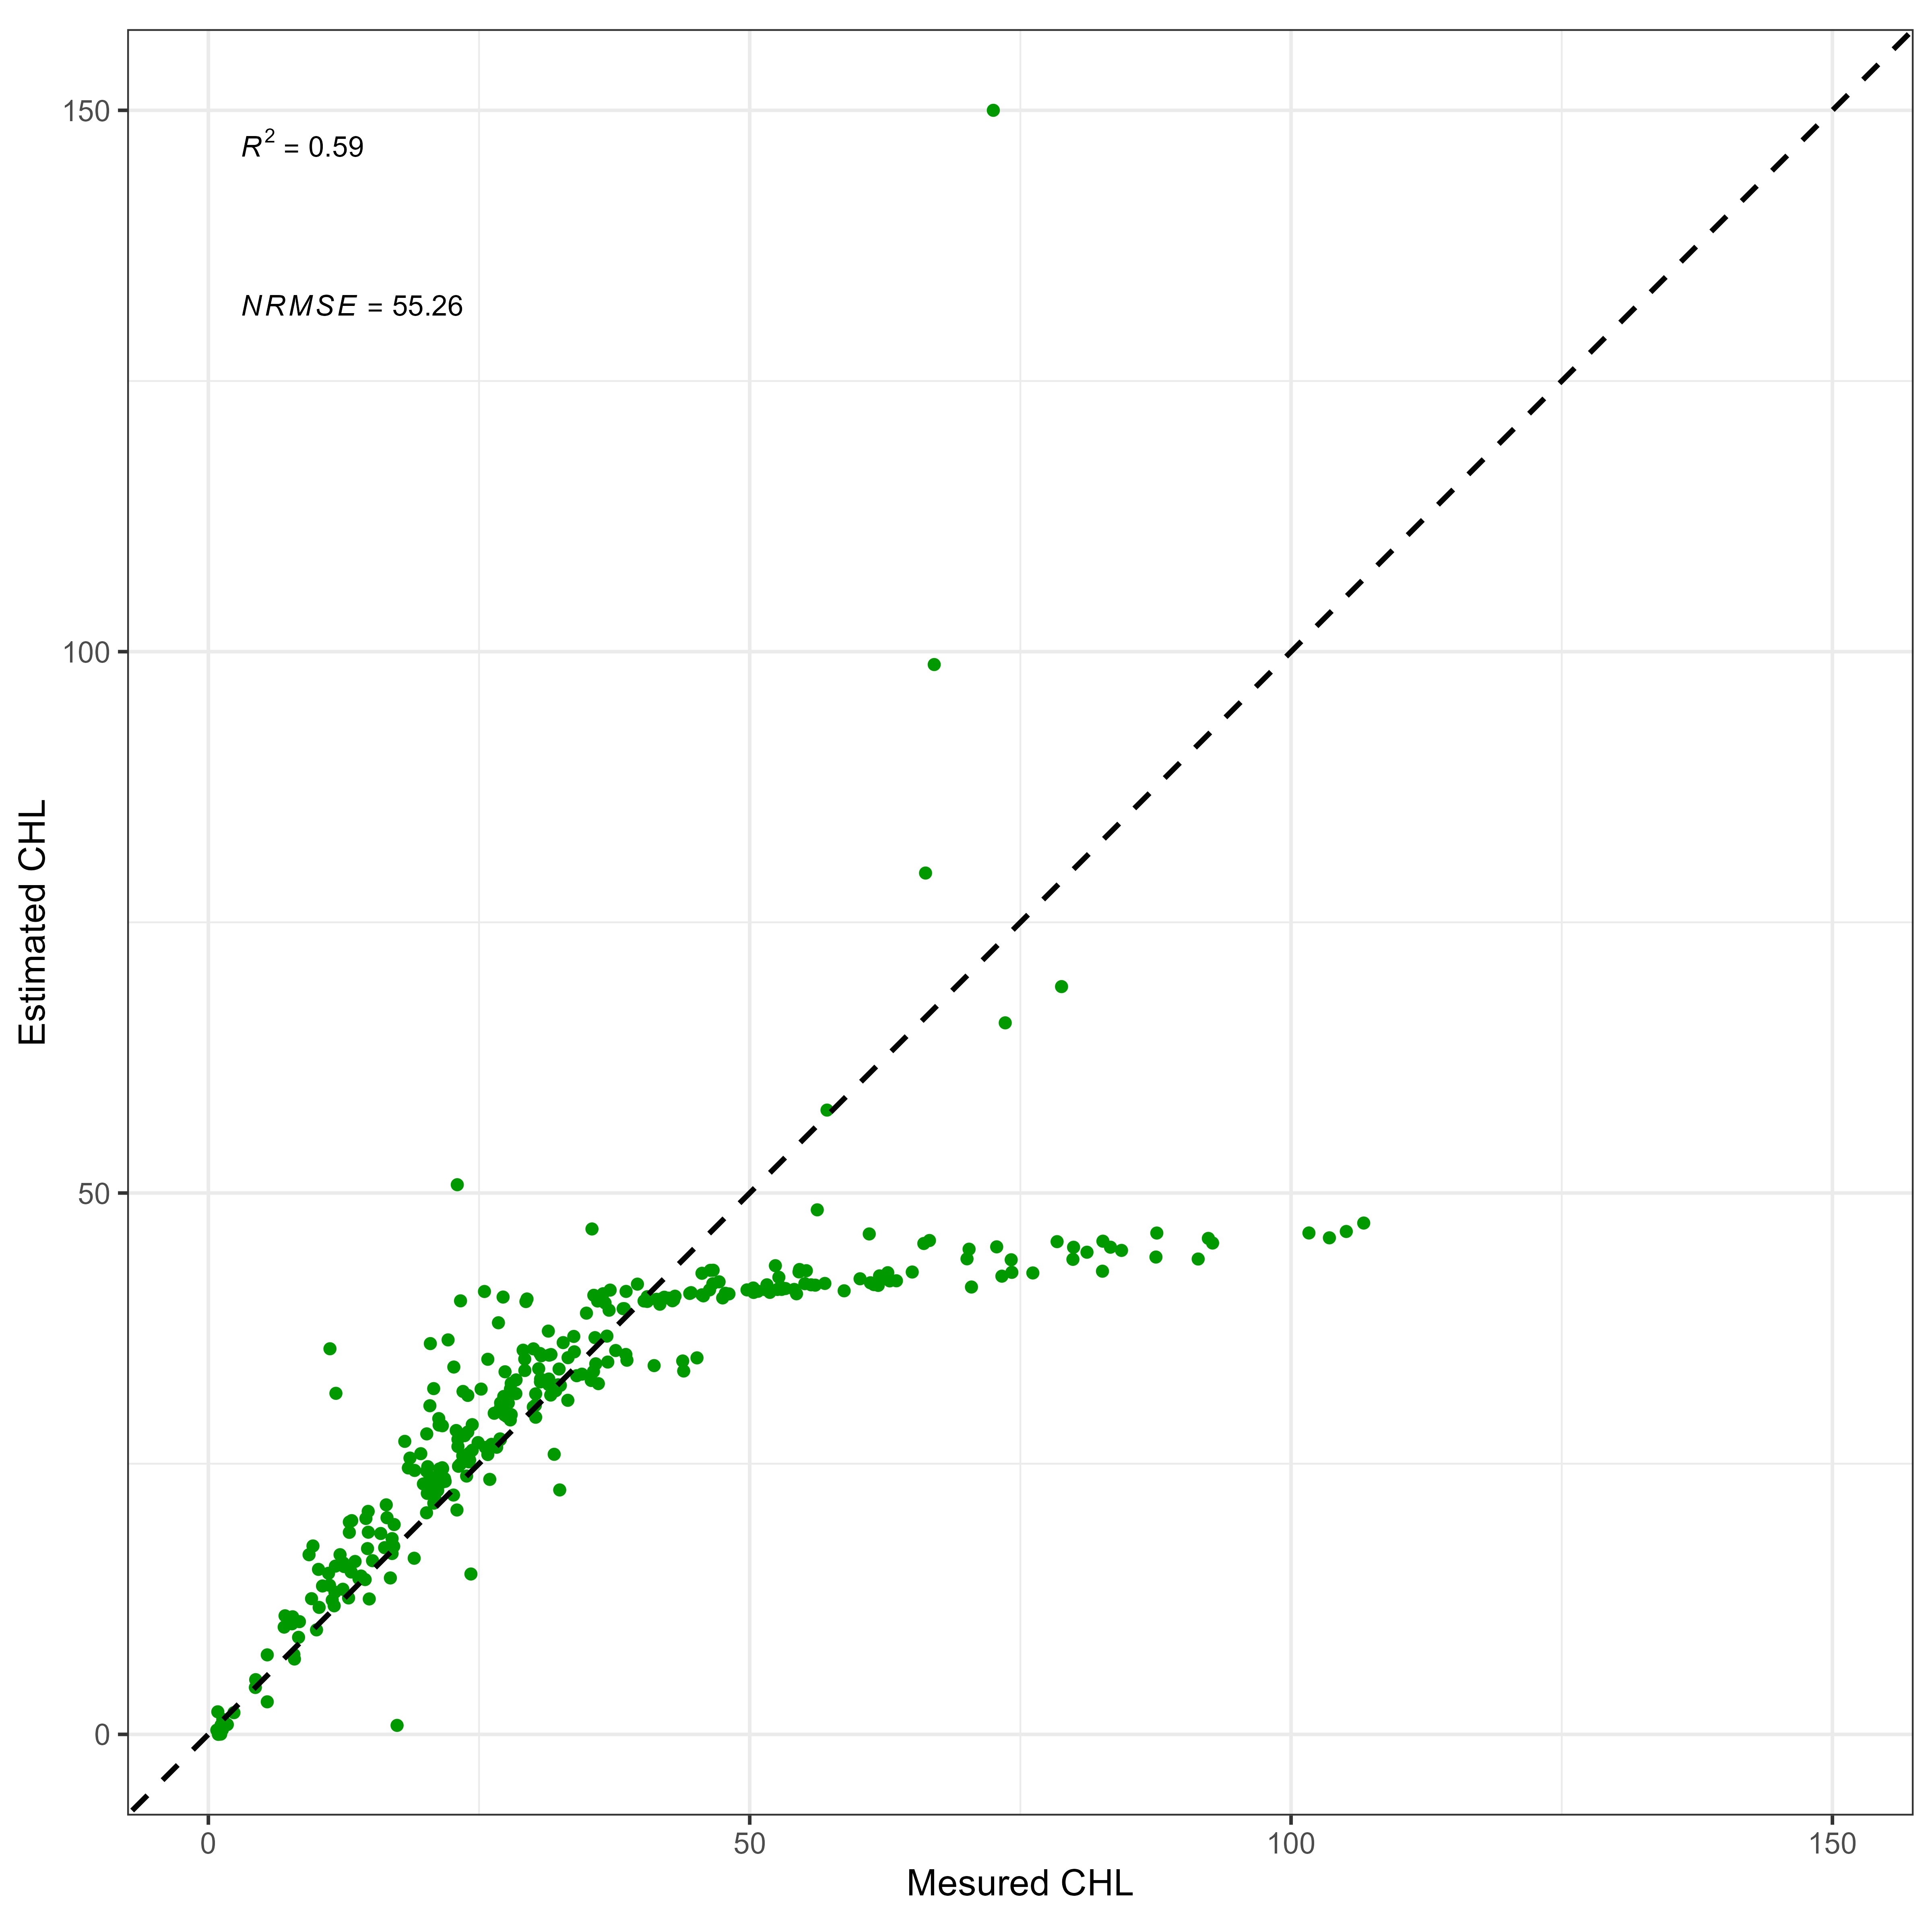 150
R² = 0.59
NRMSE = 55.26
100
Estimated CHL
50
0
0 50 100 150
Mesured CHL